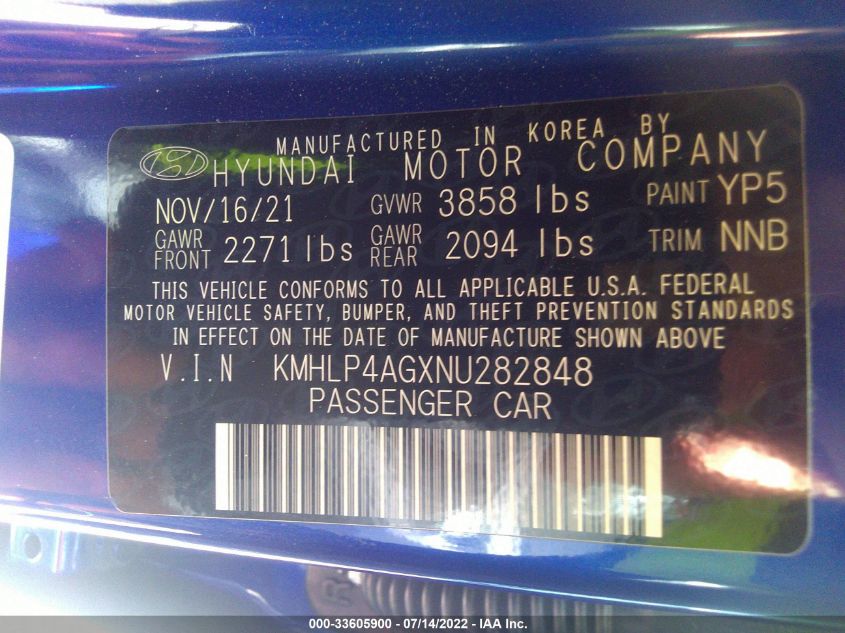 MANUFACTURED IN KOREA BY
HYUNDAI MOTOR COMPANY
NOV/16/21 GVWR 3858 lbs PAINT YP5
GAWR FRONT 2271 lbs GAWR REAR 2094 lbs TRIM NNB
THIS VEHICLE CONFORMS TO ALL APPLICABLE U.S.A. FEDERAL
MOTOR VEHICLE SAFETY, BUMPER, AND THEFT PREVENTION STANDARDS
IN EFFECT ON THE DATE OF MANUFACTURE SHOWN ABOVE
V.I.N KMHLP4AGXNU282848
PASSENGER CAR
R
000-33605900 - 07/14/2022 - IAA Inc.